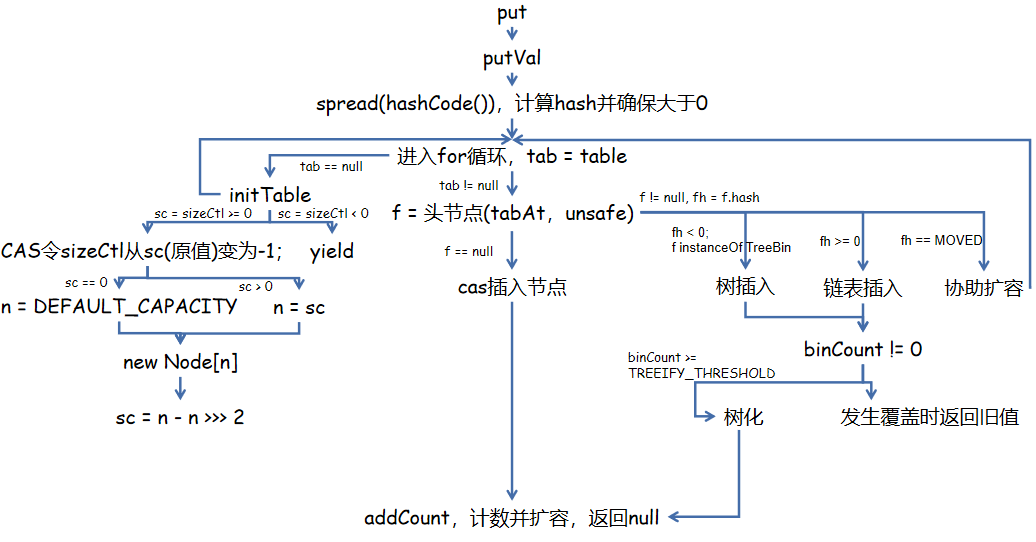 put
putVal
spread(hashCode())，计算hash并确保大于0
进入for循环，tab = table
tab == null
tab != null
initTable
f != null, fh = f.hash
sc = sizeCtl >= 0
sc = sizeCtl < 0
f = 头节点(tabAt，unsafe)
CAS令sizeCtl从sc(原值)变为-1；
yield
f == null
fh < 0;
f instanceOf TreeBin
fh >= 0
fh == MOVED
sc == 0
sc > 0
cas插入节点
树插入
链表插入
协助扩容
n = DEFAULT_CAPACITY
n = sc
new Node[n]
binCount != 0
binCount >=
TREEIFY_THRESHOLD
sc = n - n >>> 2
树化
发生覆盖时返回旧值
addCount，计数并扩容，返回null